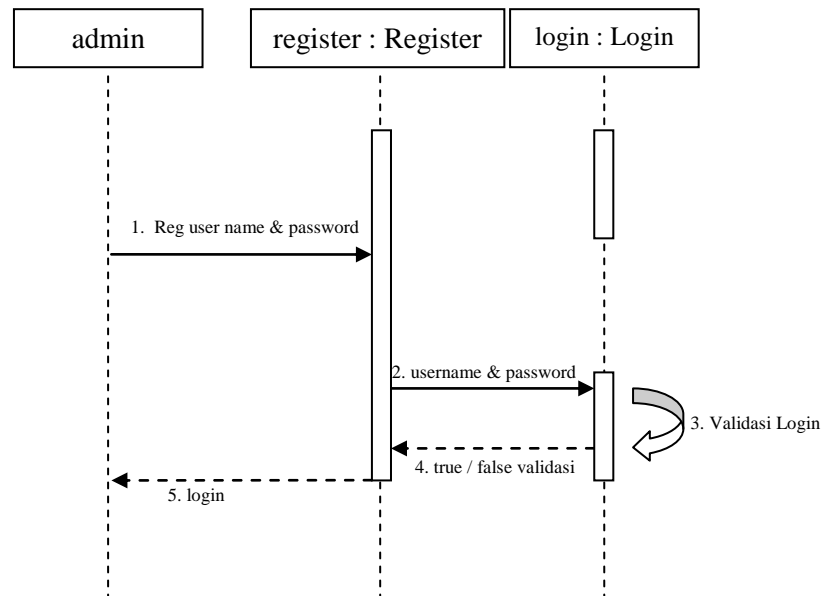 admin
register : Register
login : Login
1. Reg user name & password
2. username & password
3. Validasi Login
4. true / false validasi
5. login